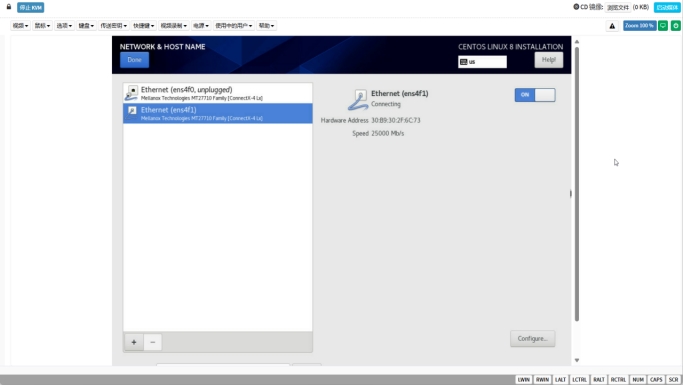 停止 KVM
CD 镜像: 浏览文件 (0 KB) 启动媒体
视频 鼠标 选项 键盘 传送密钥 快捷键 视频录制 电源 使用中的用户 帮助
Zoom 100 %
NETWORK & HOST NAME
CENTOS LINUX 8 INSTALLATION
Done
us
Help!
Ethernet (ens4f0, unplugged)
Mellanox Technologies MT27710 Family [ConnectX-4 Lx]
Ethernet (ens4f1)
Mellanox Technologies MT27710 Family [ConnectX-4 Lx]
Ethernet (ens4f1)
Connecting
ON
Hardware Address 30:B9:30:2F:6C:73
Speed 25000 Mb/s
+ −
Configure...
LWIN RWIN LALT LCTRL RALT RCTRL NUM CAPS SCR